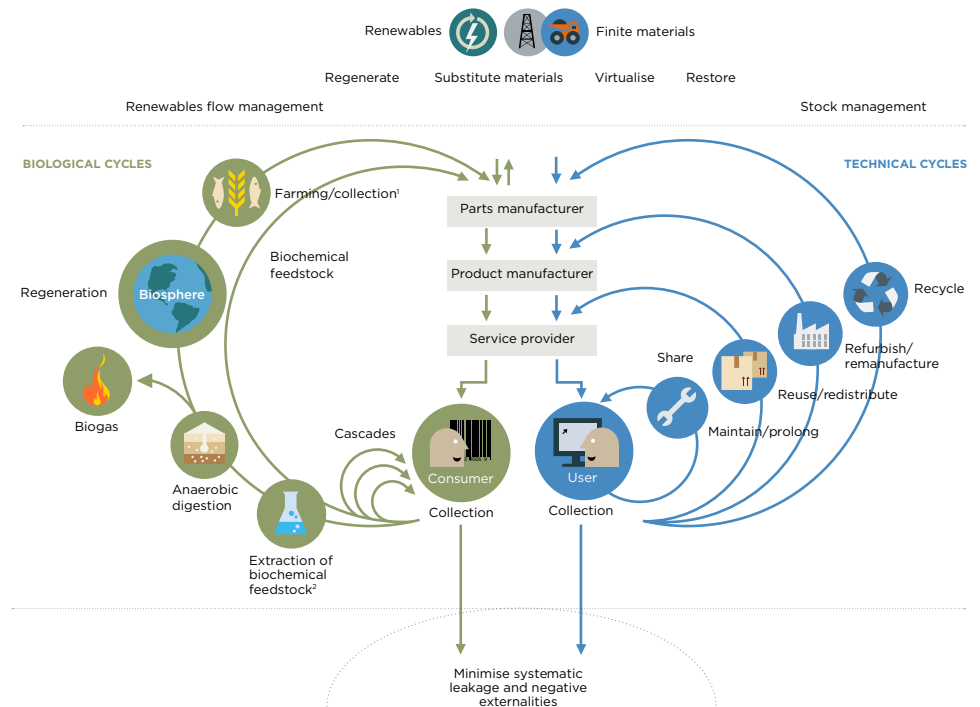 Renewables
Finite materials
Regenerate
Substitute materials
Virtualise
Restore
Renewables flow management
Stock management
BIOLOGICAL CYCLES
TECHNICAL CYCLES
Farming/collection¹
Parts manufacturer
Biochemical
feedstock
Product manufacturer
Regeneration
Biosphere
Recycle
Service provider
Share
Refurbish/
remanufacture
Reuse/redistribute
Biogas
Cascades
Maintain/prolong
Consumer
User
Anaerobic
digestion
Collection
Collection
Extraction of
biochemical
feedstock²
Minimise systematic
leakage and negative
externalities